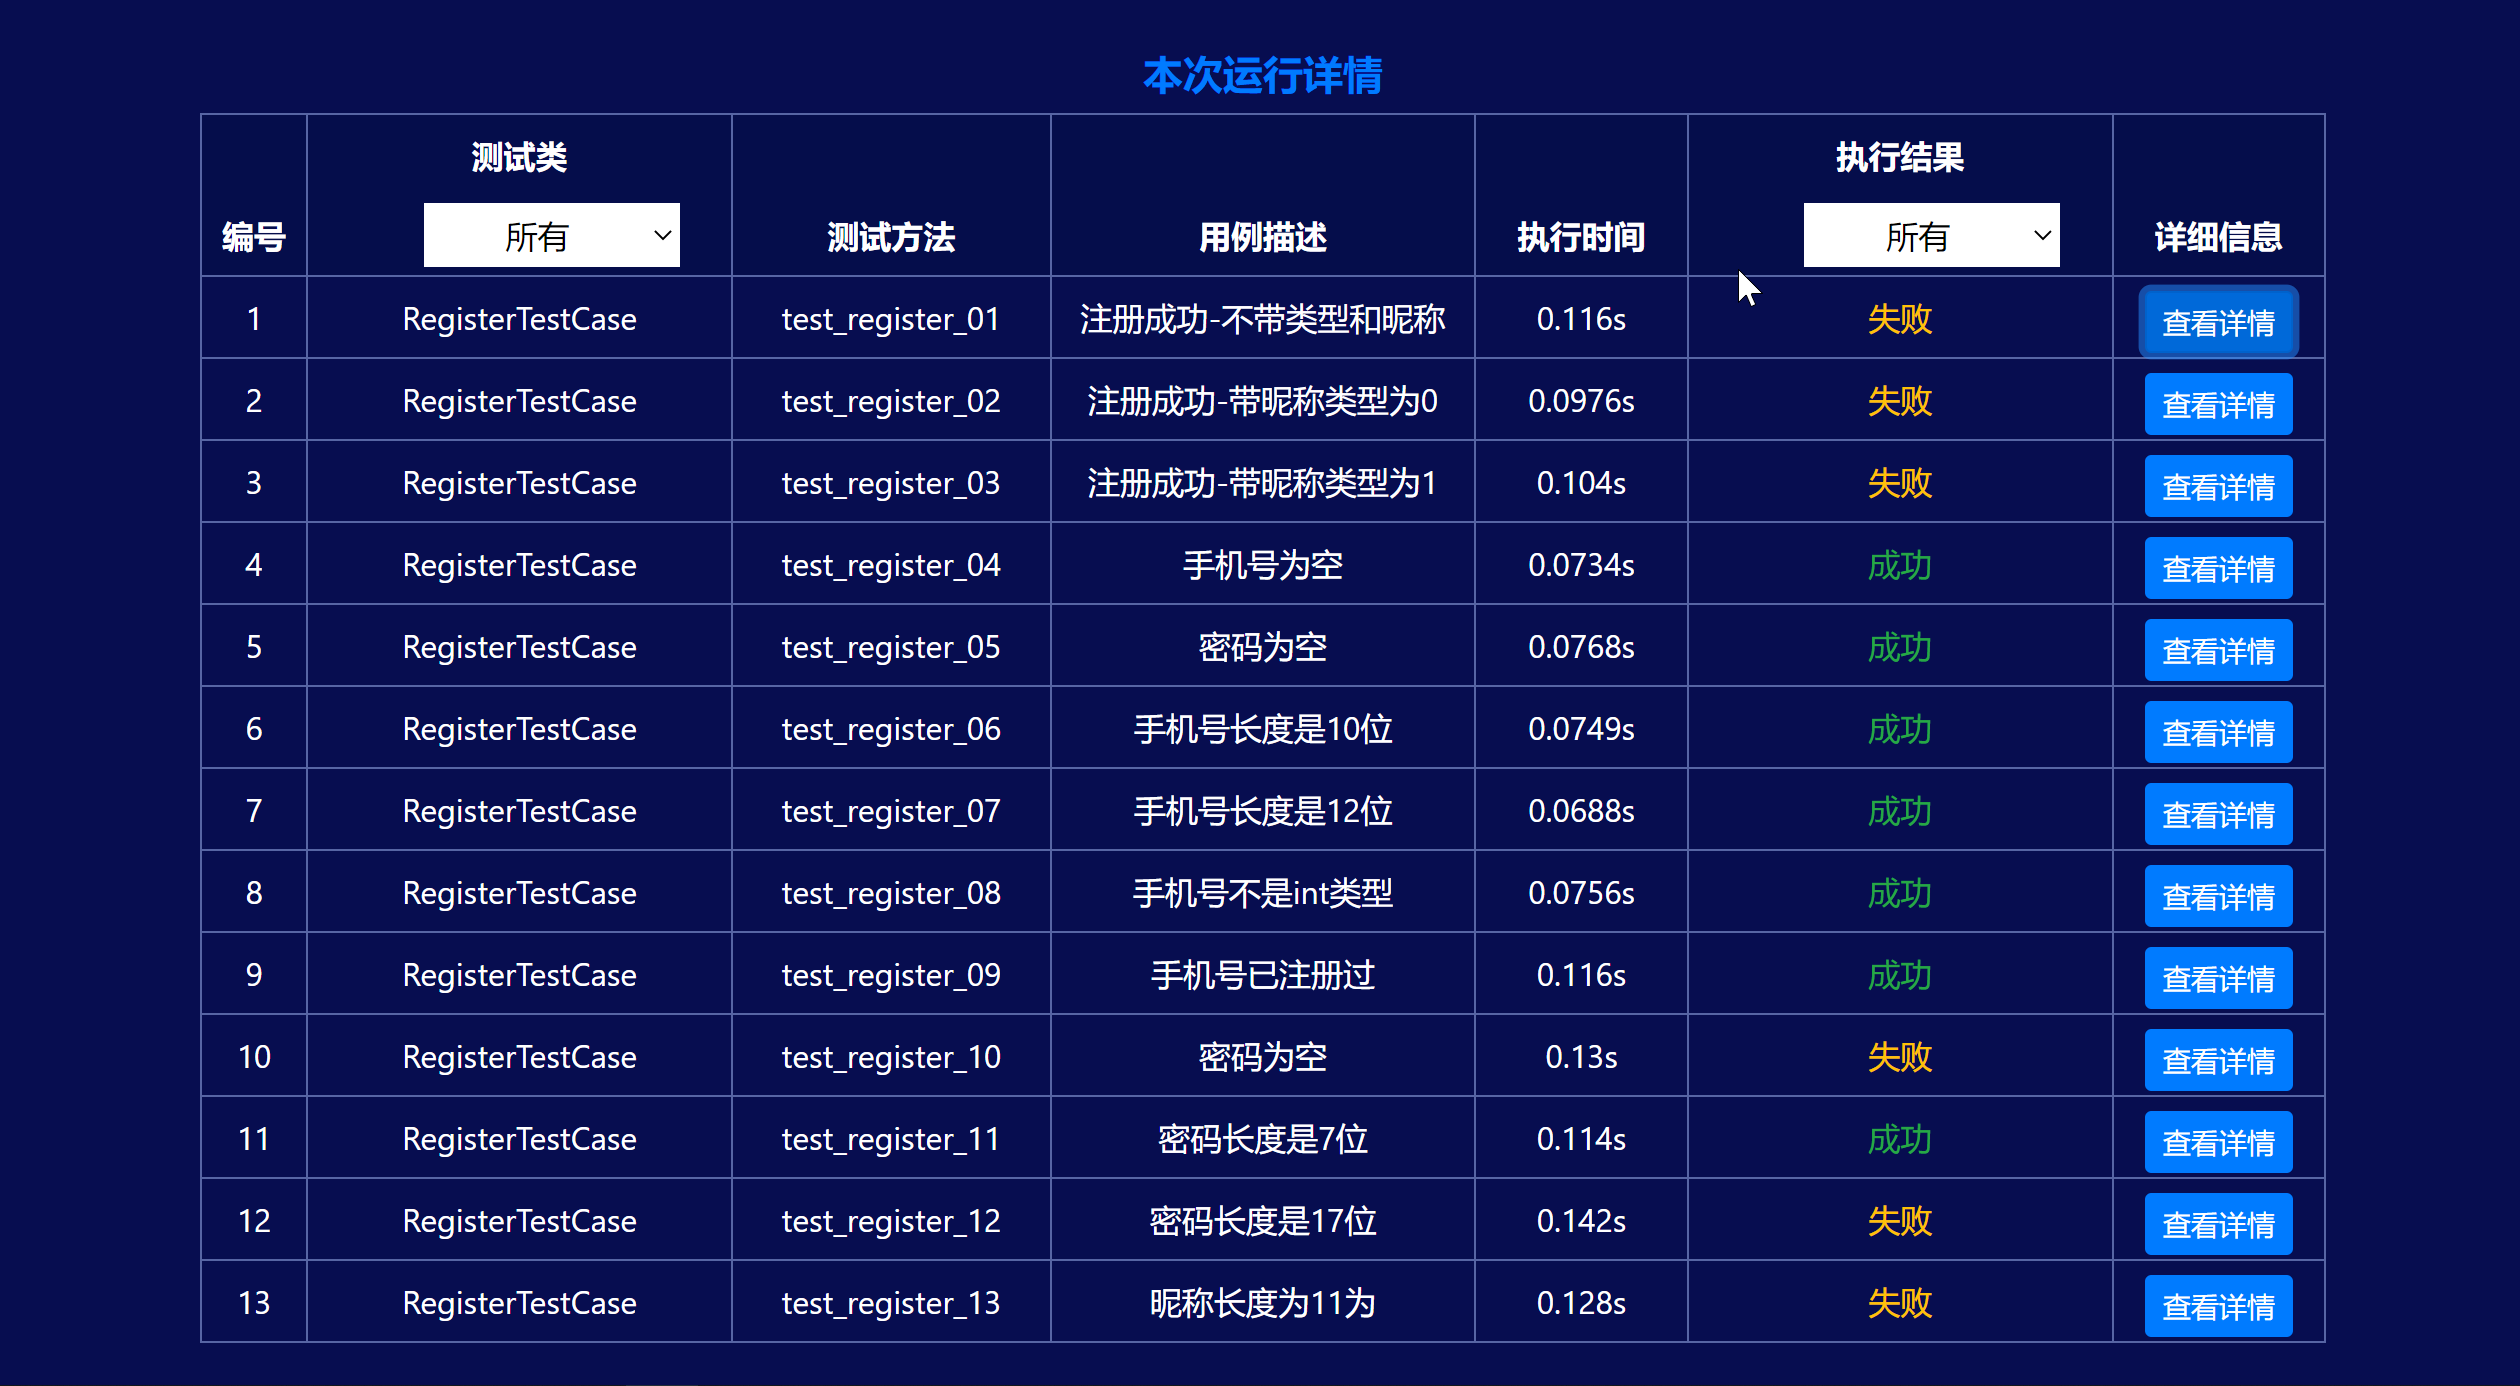 本次运行详情
测试类 执行结果
编号 所有 测试方法 用例描述 执行时间 所有 详细信息
1 RegisterTestCase test_register_01 注册成功-不带类型和昵称 0.116s 失败 查看详情
2 RegisterTestCase test_register_02 注册成功-带昵称类型为0 0.0976s 失败 查看详情
3 RegisterTestCase test_register_03 注册成功-带昵称类型为1 0.104s 失败 查看详情
4 RegisterTestCase test_register_04 手机号为空 0.0734s 成功 查看详情
5 RegisterTestCase test_register_05 密码为空 0.0768s 成功 查看详情
6 RegisterTestCase test_register_06 手机号长度是10位 0.0749s 成功 查看详情
7 RegisterTestCase test_register_07 手机号长度是12位 0.0688s 成功 查看详情
8 RegisterTestCase test_register_08 手机号不是int类型 0.0756s 成功 查看详情
9 RegisterTestCase test_register_09 手机号已注册过 0.116s 成功 查看详情
10 RegisterTestCase test_register_10 密码为空 0.13s 失败 查看详情
11 RegisterTestCase test_register_11 密码长度是7位 0.114s 成功 查看详情
12 RegisterTestCase test_register_12 密码长度是17位 0.142s 失败 查看详情
13 RegisterTestCase test_register_13 昵称长度为11为 0.128s 失败 查看详情